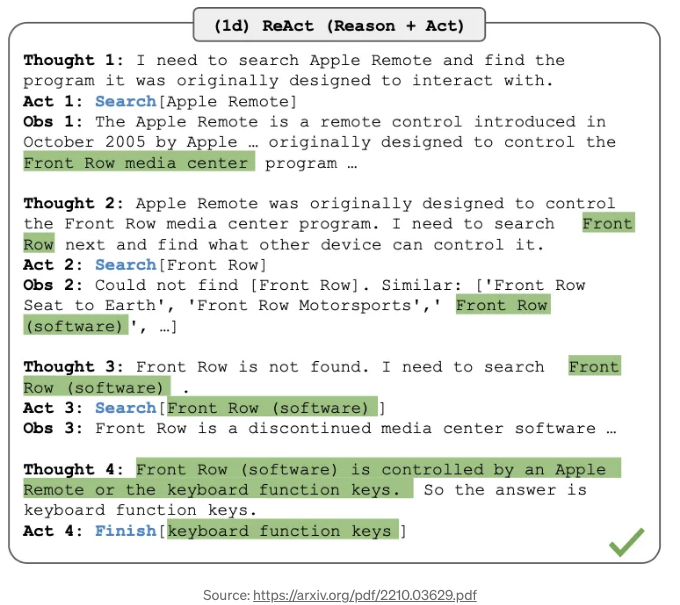 (1d) ReAct (Reason + Act)
Thought 1: I need to search Apple Remote and find the
program it was originally designed to interact with.
Act 1: Search[Apple Remote]
Obs 1: The Apple Remote is a remote control introduced in
October 2005 by Apple … originally designed to control the
Front Row media center program …
Thought 2: Apple Remote was originally designed to control
the Front Row media center program. I need to search Front
Row next and find what other device can control it.
Act 2: Search[Front Row]
Obs 2: Could not find [Front Row]. Similar: ['Front Row
Seat to Earth', 'Front Row Motorsports',' Front Row
(software)', …]
Thought 3: Front Row is not found. I need to search Front
Row (software) .
Act 3: Search[Front Row (software) ]
Obs 3: Front Row is a discontinued media center software …
Thought 4: Front Row (software) is controlled by an Apple
Remote or the keyboard function keys. So the answer is
keyboard function keys.
Act 4: Finish[keyboard function keys ]
Source: https://arxiv.org/pdf/2210.03629.pdf